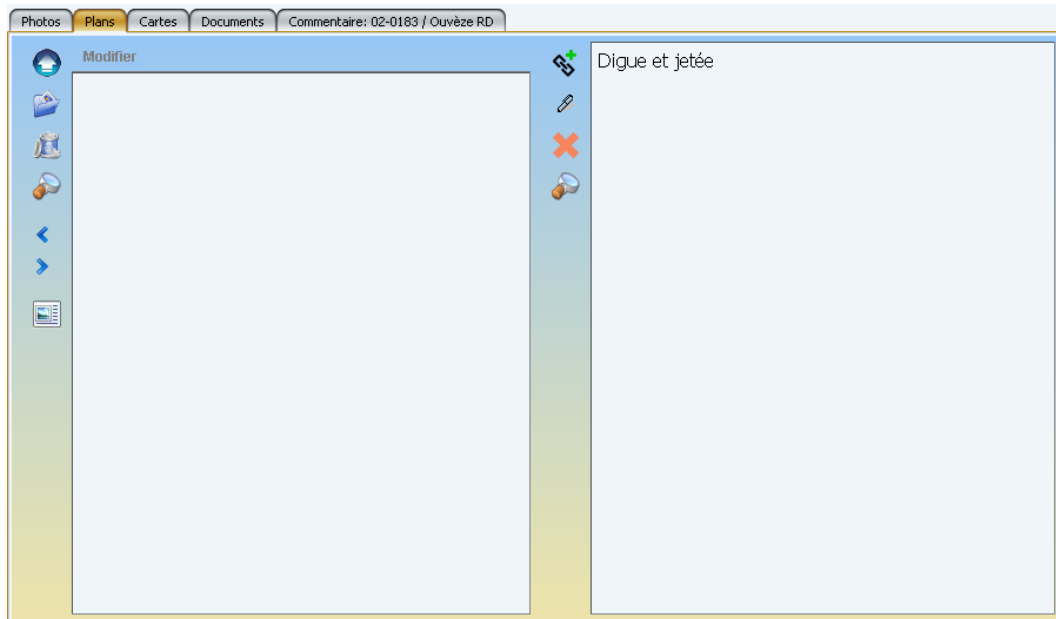 Photos
Plans
Cartes
Documents
Commentaire: 02-0183 / Ouvèze RD
Modifier
Digue et jetée